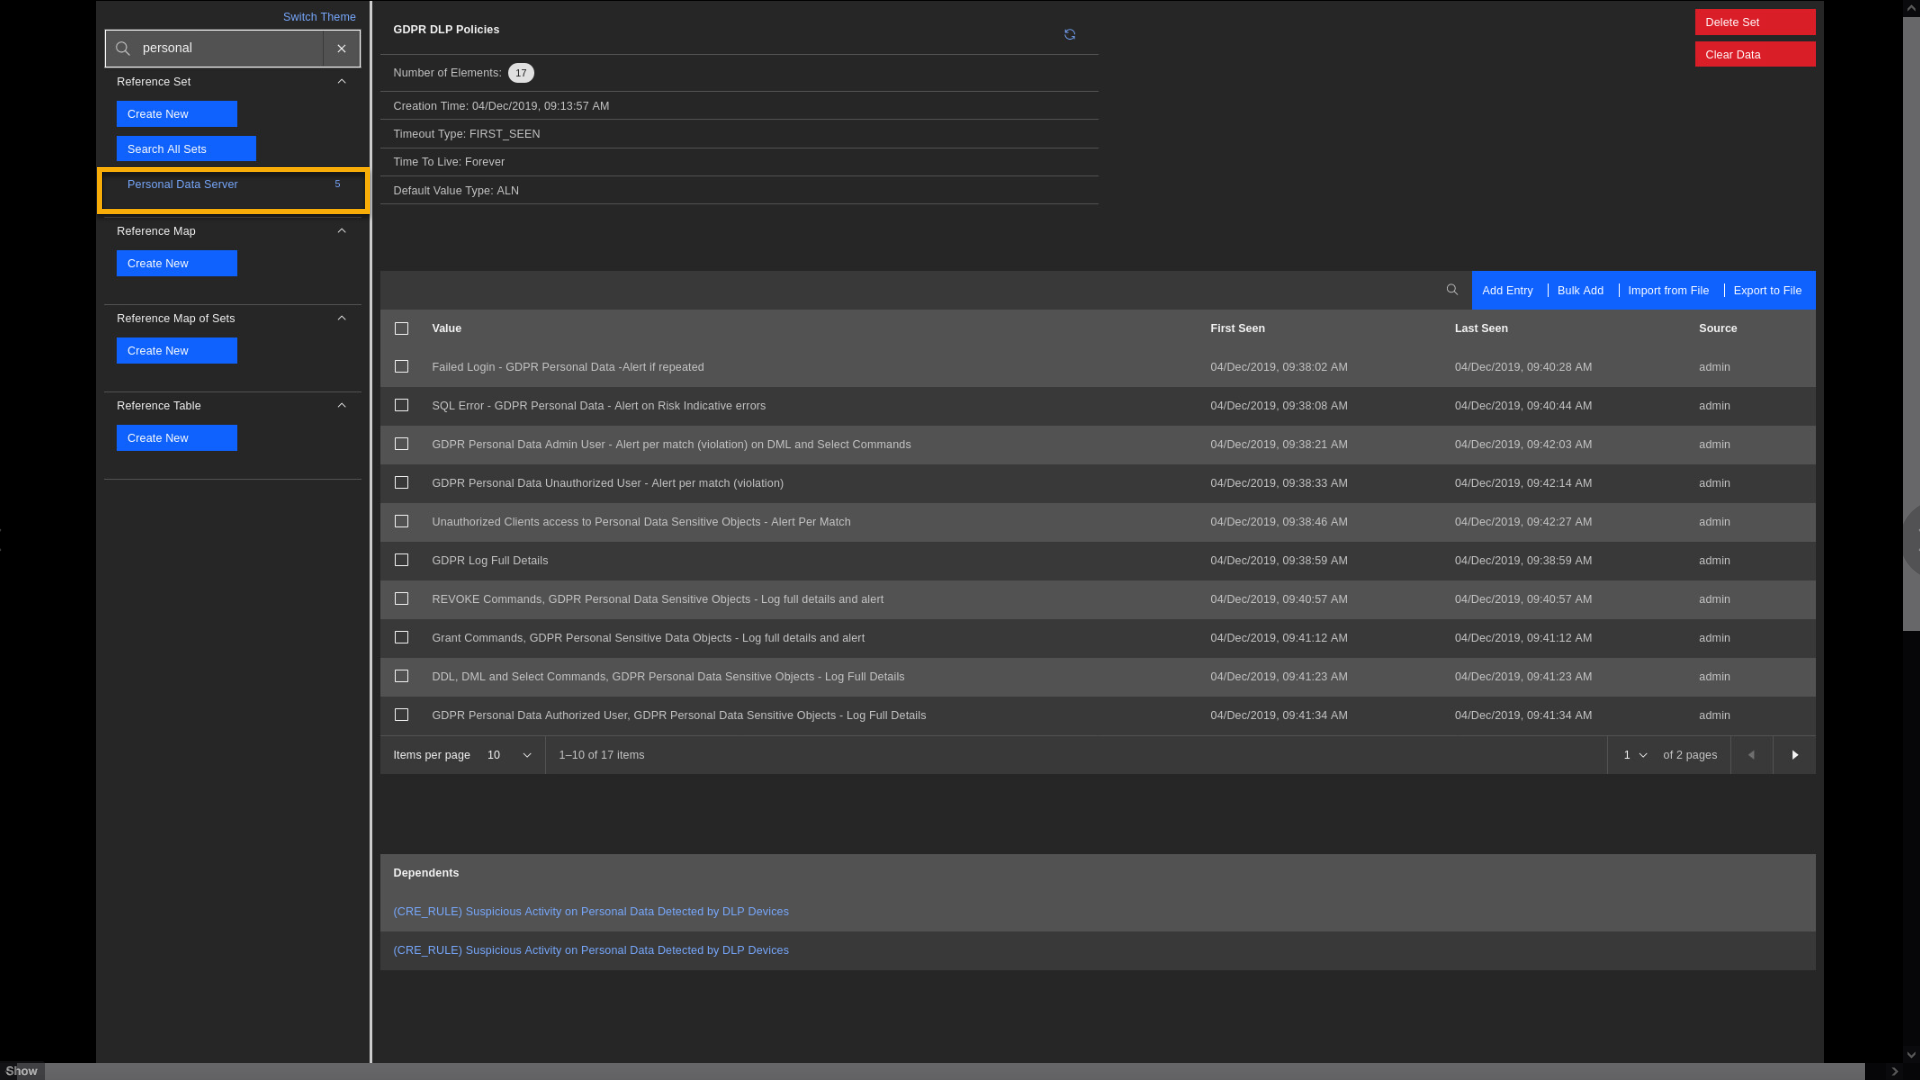 Switch Theme
personal
Reference Set
Create New
Search All Sets
Personal Data Server 5
Reference Map
Create New
Reference Map of Sets
Create New
Reference Table
Create New
GDPR DLP Policies
Number of Elements: 17
Creation Time: 04/Dec/2019, 09:13:57 AM
Timeout Type: FIRST_SEEN
Time To Live: Forever
Default Value Type: ALN
Delete Set
Clear Data
Add Entry | Bulk Add | Import from File | Export to File
Value First Seen Last Seen Source
Failed Login - GDPR Personal Data -Alert if repeated 04/Dec/2019, 09:38:02 AM 04/Dec/2019, 09:40:28 AM admin
SQL Error - GDPR Personal Data - Alert on Risk Indicative errors 04/Dec/2019, 09:38:08 AM 04/Dec/2019, 09:40:44 AM admin
GDPR Personal Data Admin User - Alert per match (violation) on DML and Select Commands 04/Dec/2019, 09:38:21 AM 04/Dec/2019, 09:42:03 AM admin
GDPR Personal Data Unauthorized User - Alert per match (violation) 04/Dec/2019, 09:38:33 AM 04/Dec/2019, 09:42:14 AM admin
Unauthorized Clients access to Personal Data Sensitive Objects - Alert Per Match 04/Dec/2019, 09:38:46 AM 04/Dec/2019, 09:42:27 AM admin
GDPR Log Full Details 04/Dec/2019, 09:38:59 AM 04/Dec/2019, 09:38:59 AM admin
REVOKE Commands, GDPR Personal Data Sensitive Objects - Log full details and alert 04/Dec/2019, 09:40:57 AM 04/Dec/2019, 09:40:57 AM admin
Grant Commands, GDPR Personal Sensitive Data Objects - Log full details and alert 04/Dec/2019, 09:41:12 AM 04/Dec/2019, 09:41:12 AM admin
DDL, DML and Select Commands, GDPR Personal Data Sensitive Objects - Log Full Details 04/Dec/2019, 09:41:23 AM 04/Dec/2019, 09:41:23 AM admin
GDPR Personal Data Authorized User, GDPR Personal Data Sensitive Objects - Log Full Details 04/Dec/2019, 09:41:34 AM 04/Dec/2019, 09:41:34 AM admin
Items per page 10 1–10 of 17 items 1 of 2 pages
Dependents
(CRE_RULE) Suspicious Activity on Personal Data Detected by DLP Devices
(CRE_RULE) Suspicious Activity on Personal Data Detected by DLP Devices
Show